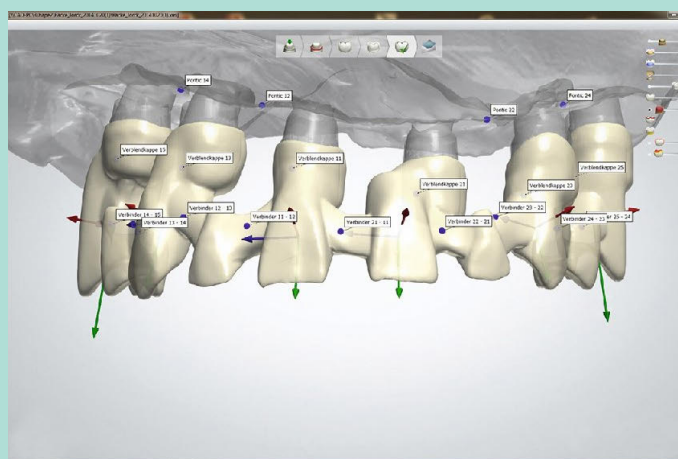 Pontic 14
Pontic 12
Pontic 22
Pontic 24
Verblendkappe 15
Verblendkappe 13
Verblendkappe 11
Verblendkappe 21
Verblendkappe 23
Verblendkappe 25
Verbinder 14 - 15
Verbinder 13 - 14
Verbinder 12 - 13
Verbinder 11 - 12
Verbinder 21 - 11
Verbinder 22 - 21
Verbinder 23 - 22
Verbinder 24 - 23